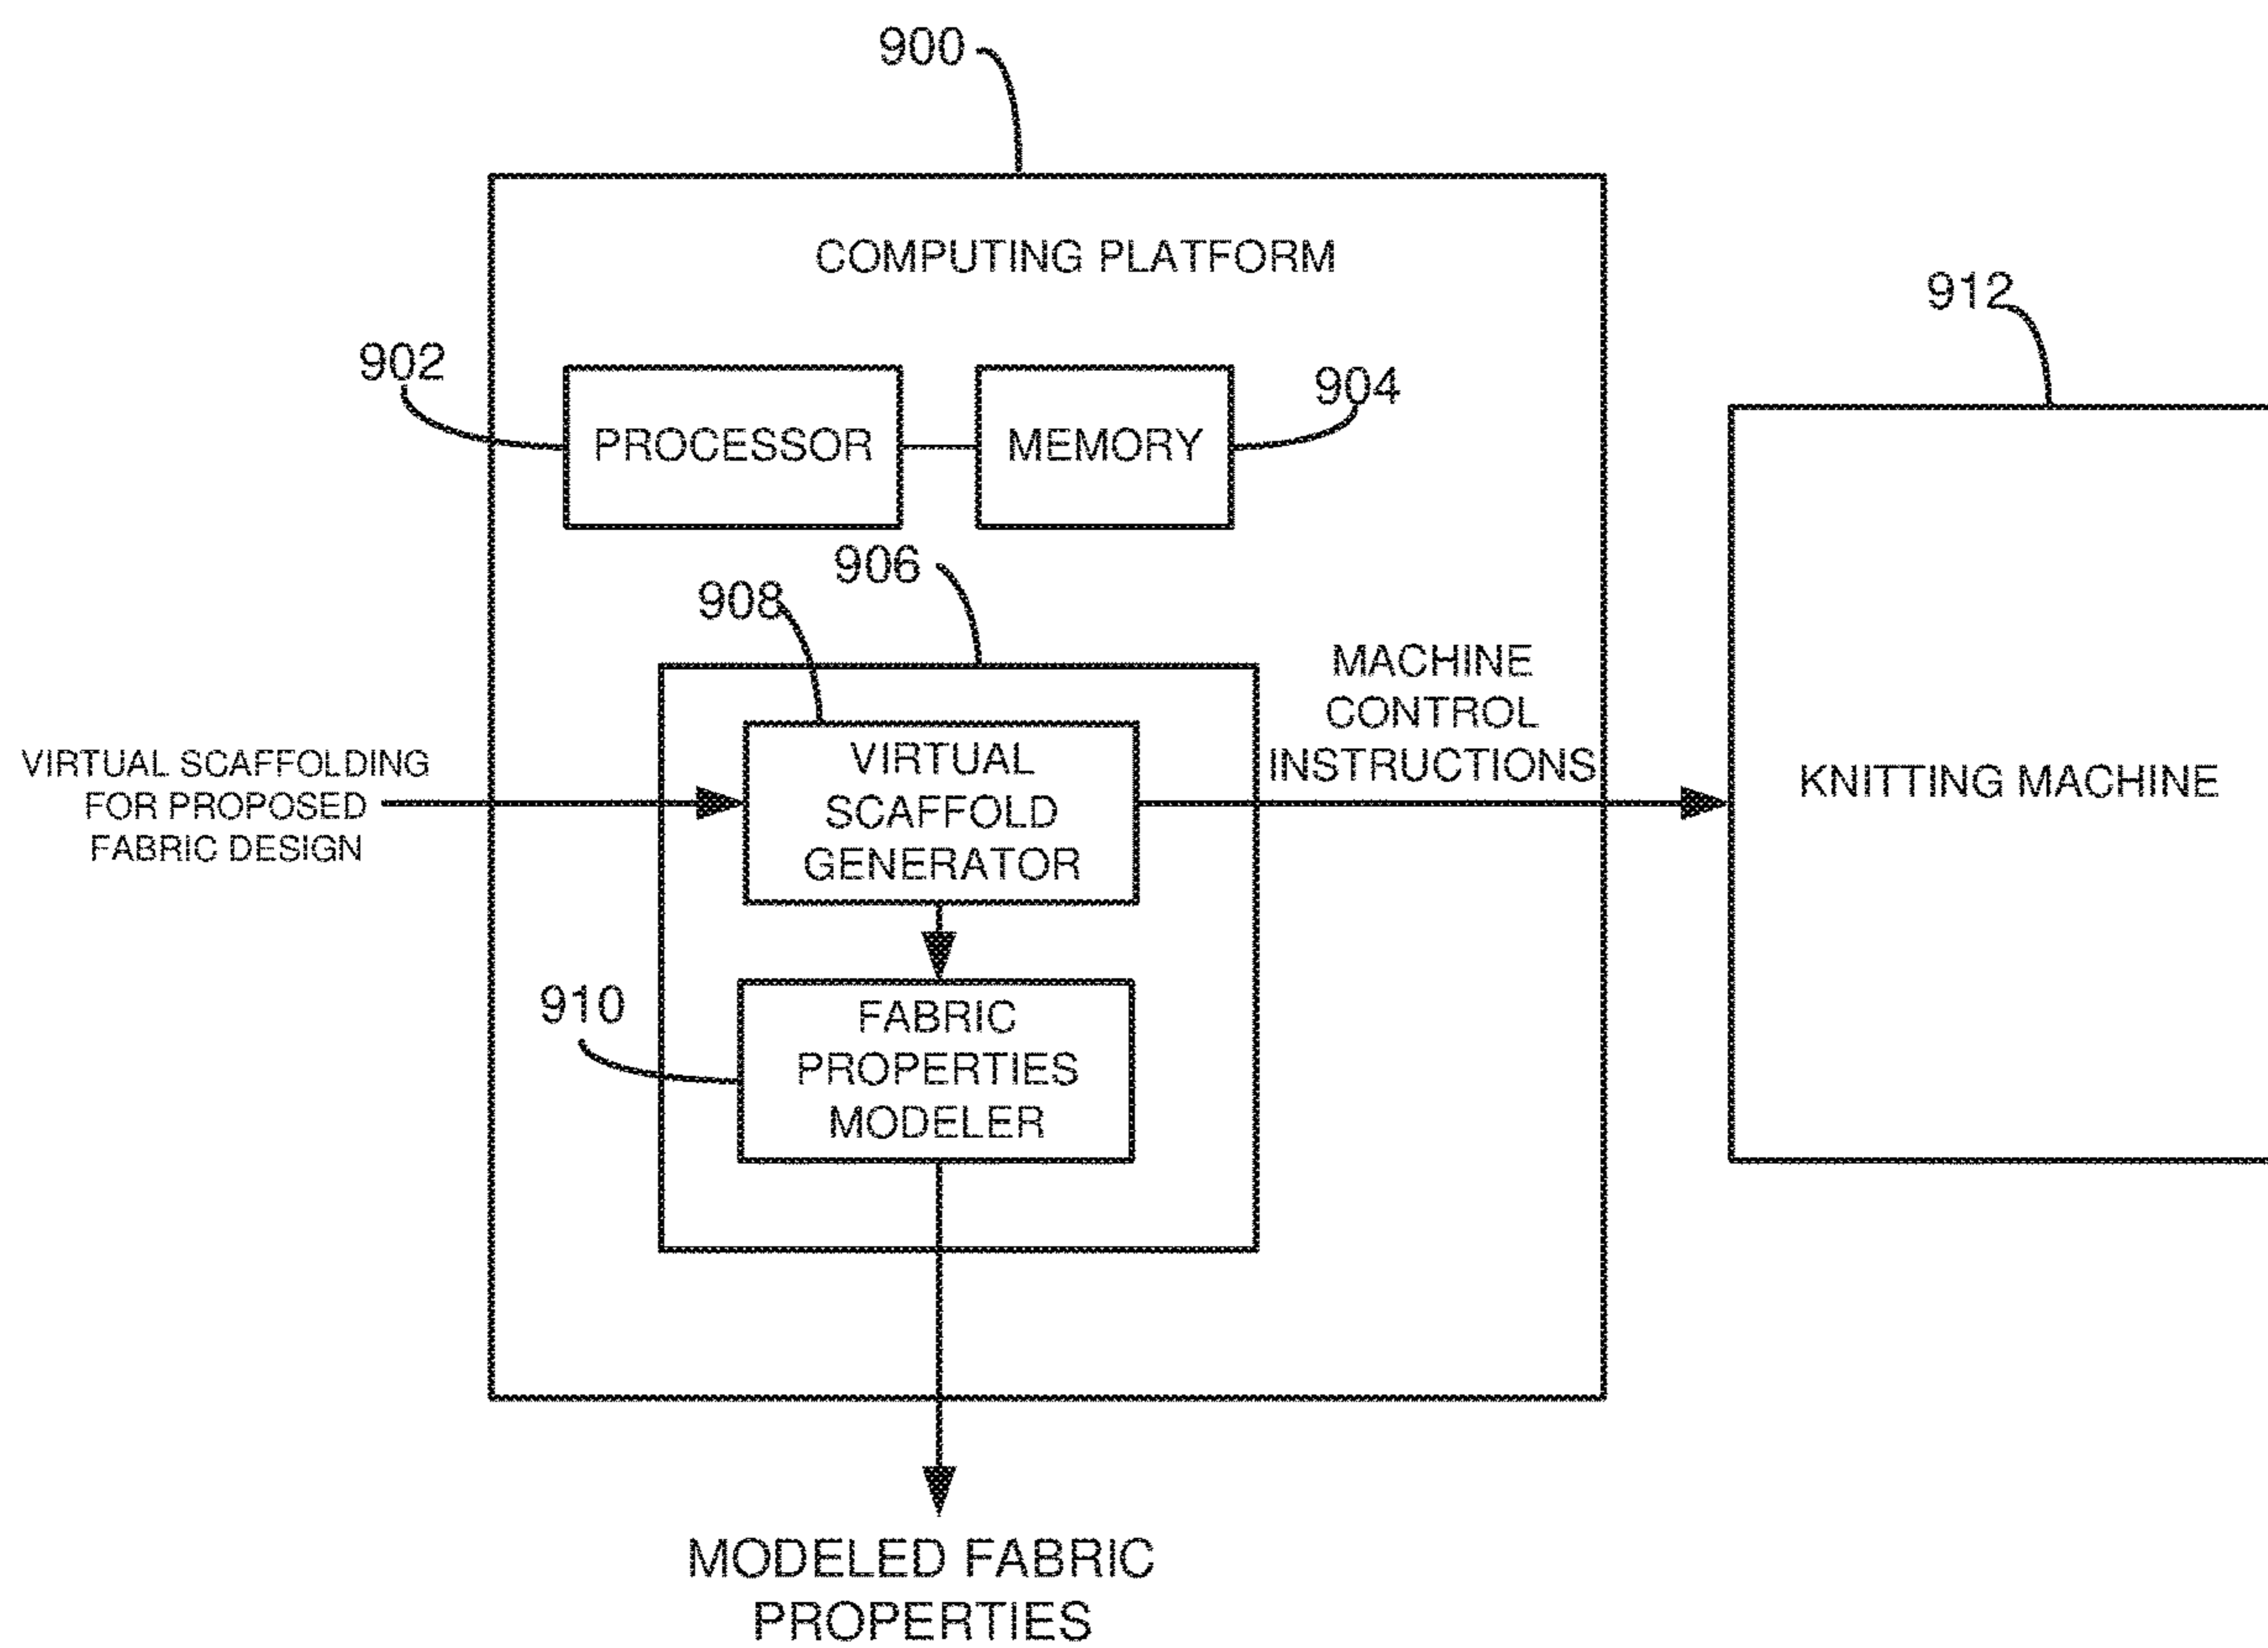 900
COMPUTING PLATFORM
912
902
904
PROCESSOR
MEMORY
906
908
MACHINE
CONTROL
INSTRUCTIONS
VIRTUAL SCAFFOLDING
FOR PROPOSED
FABRIC DESIGN
VIRTUAL
SCAFFOLD
GENERATOR
KNITTING MACHINE
910
FABRIC
PROPERTIES
MODELER
MODELED FABRIC
PROPERTIES